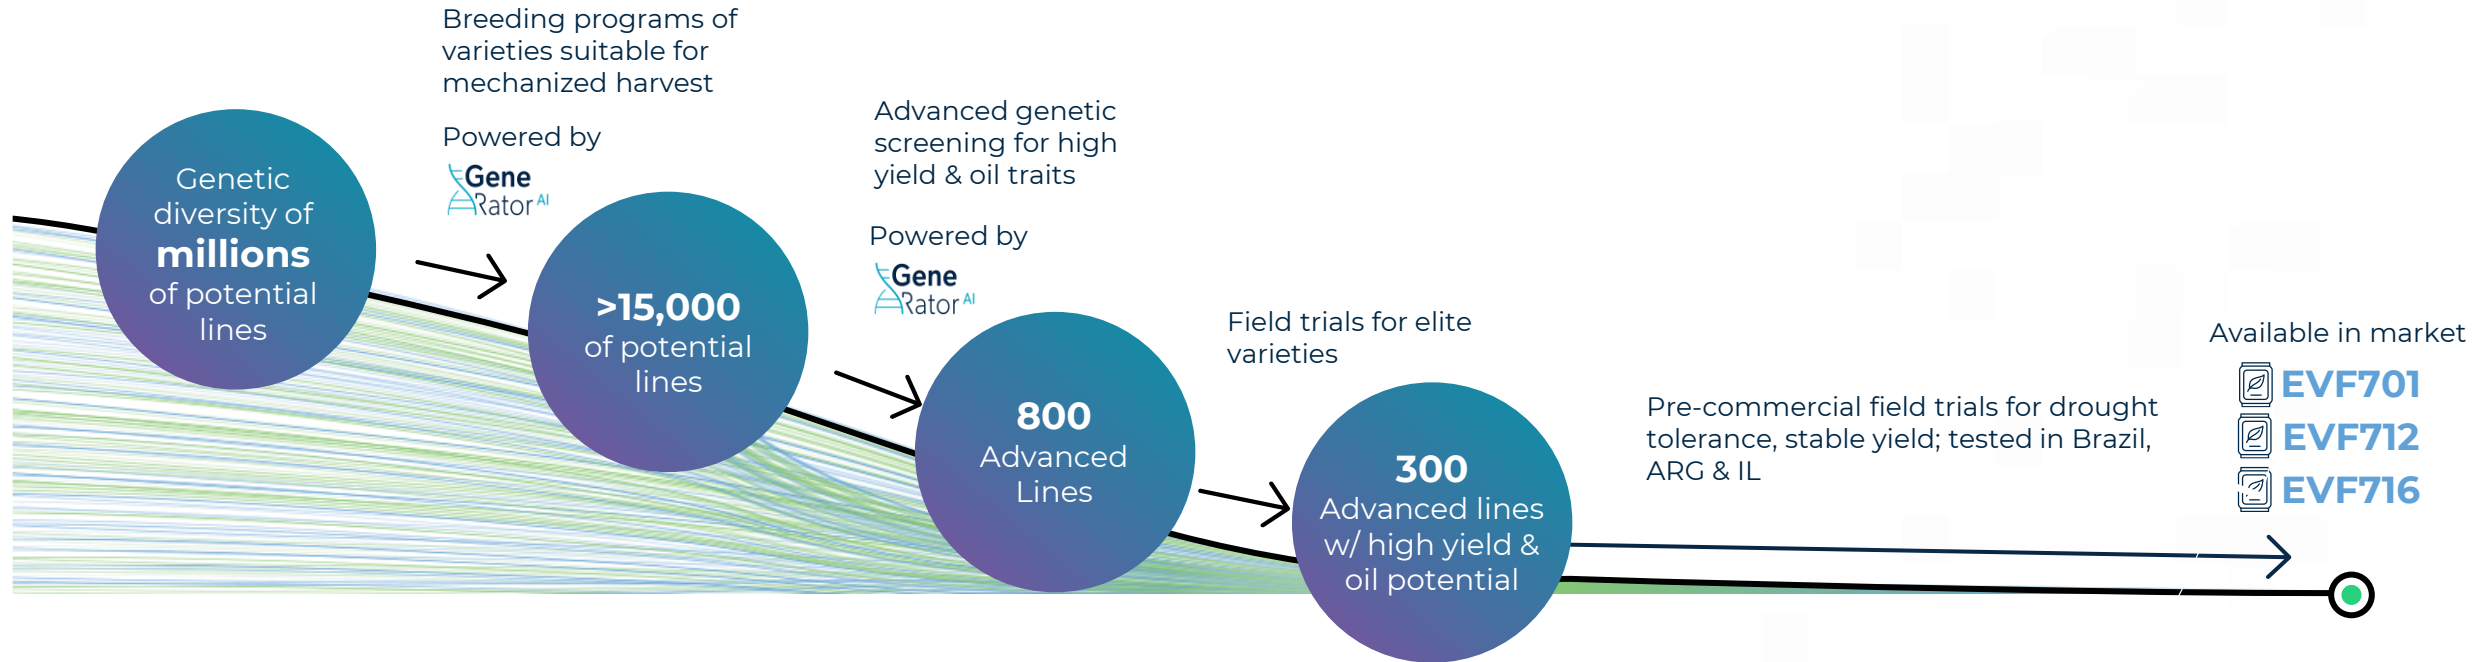 Breeding programs of
varieties suitable for
mechanized harvest
Powered by
Gene
Rator AI
Genetic
diversity of
millions
of potential
lines
Advanced genetic
screening for high
yield & oil traits
Powered by
Gene
Rator AI
>15,000
of potential
lines
Field trials for elite
varieties
800
Advanced
Lines
Pre-commercial field trials for drought
tolerance, stable yield; tested in Brazil,
ARG & IL
300
Advanced lines
w/ high yield &
oil potential
Available in market
EVF701
EVF712
EVF716